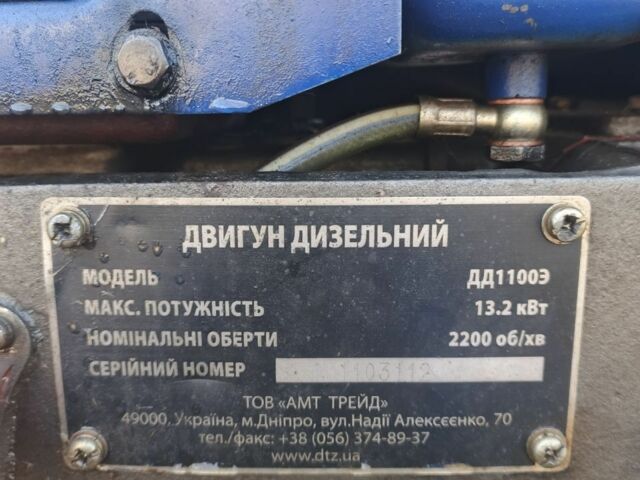 ДВИГУН ДИЗЕЛЬНИЙ
МОДЕЛЬ ДД1100Э
МАКС. ПОТУЖНІСТЬ 13.2 кВт
НОМІНАЛЬНІ ОБЕРТИ 2200 об/хв
СЕРІЙНИЙ НОМЕР 1103112
ТОВ «АМТ ТРЕЙД»
49000, Україна, м.Дніпро, вул.Надії Алексєєнко, 70
тел./факс: +38 (056) 374-89-37
www.dtz.ua